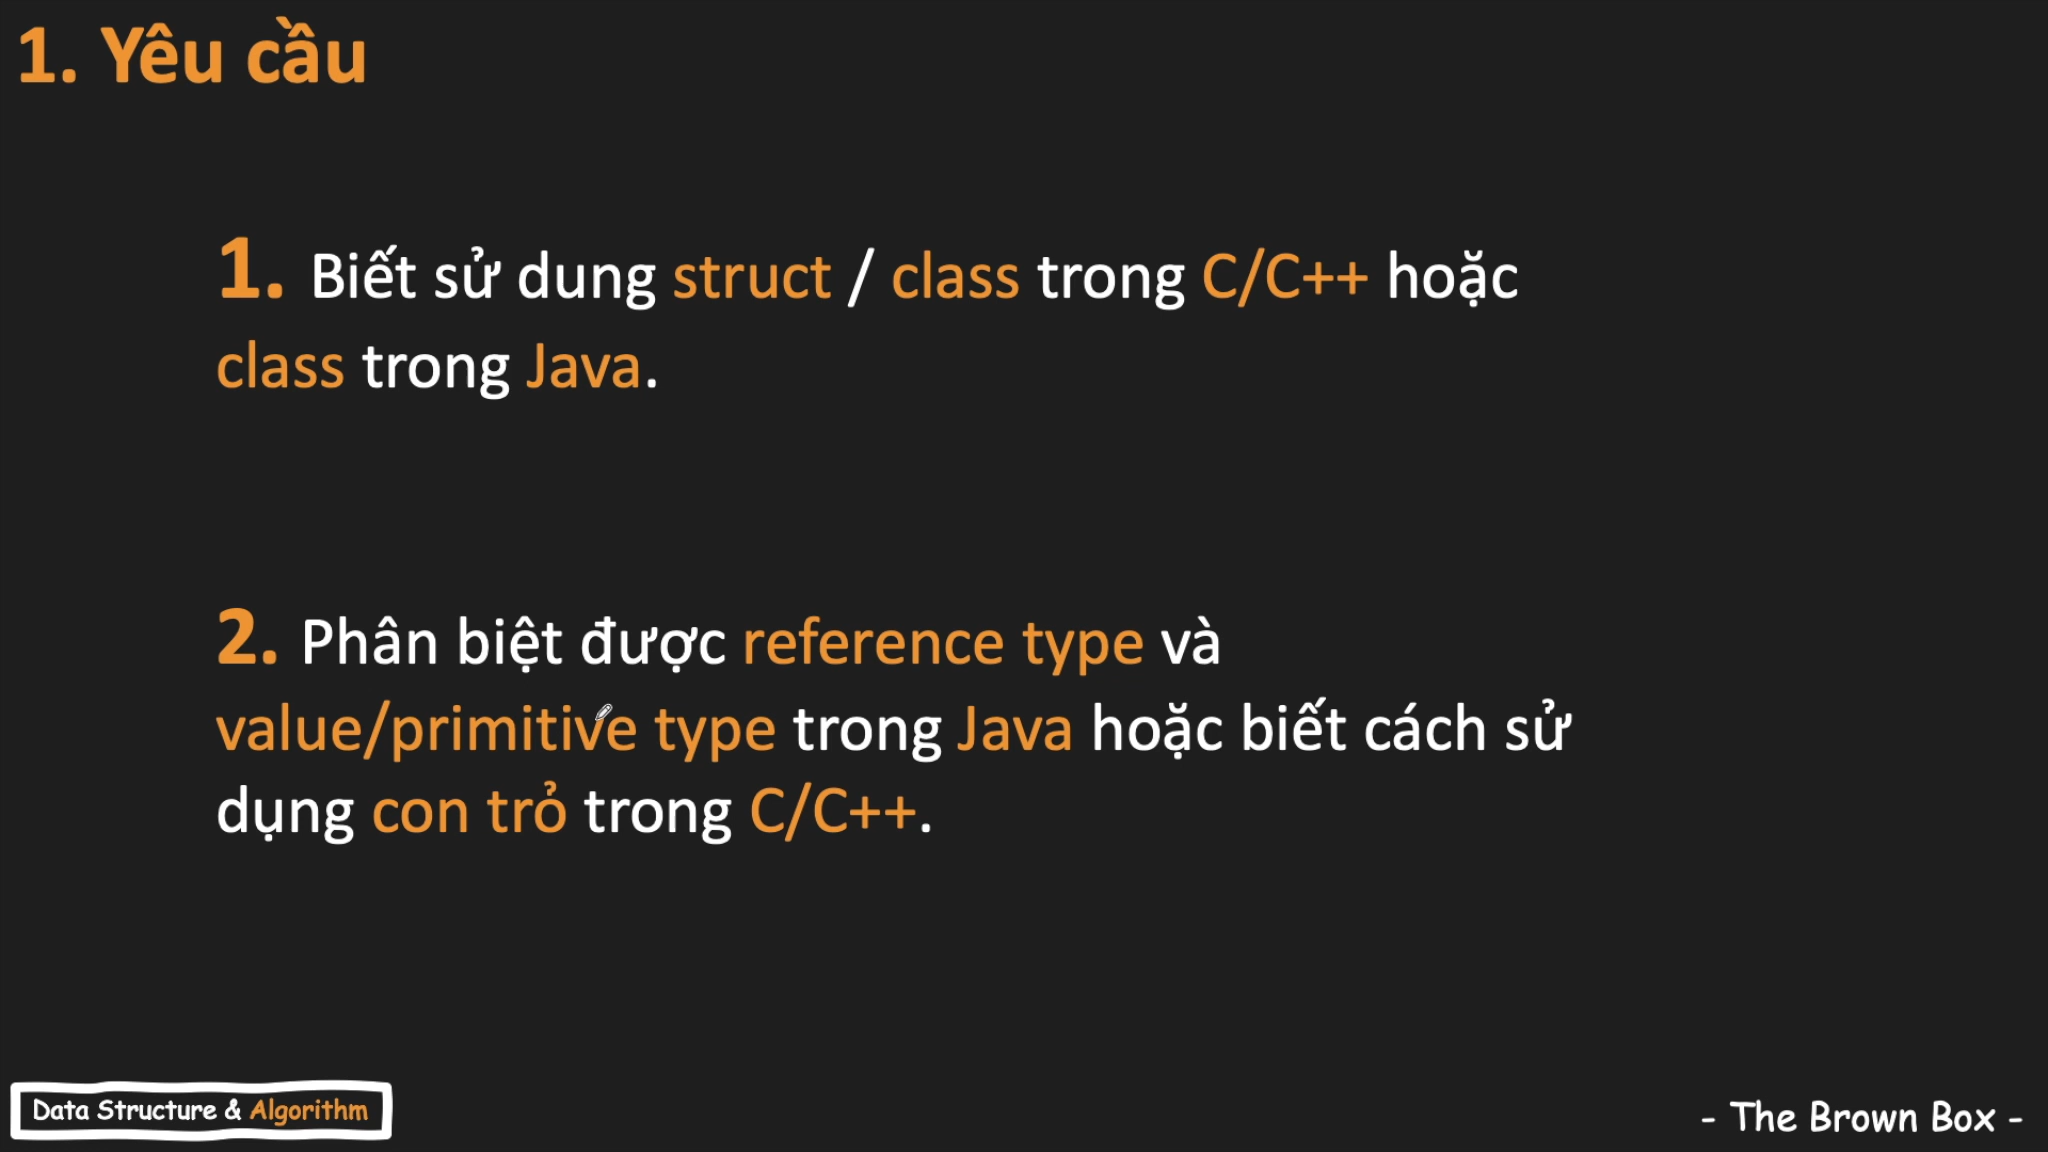 1. Yêu cầu
1. Biết sử dung struct / class trong C/C++ hoặc
class trong Java.
2. Phân biệt được reference type và
value/primitive type trong Java hoặc biết cách sử
dụng con trỏ trong C/C++.
Data Structure & Algorithm
- The Brown Box -